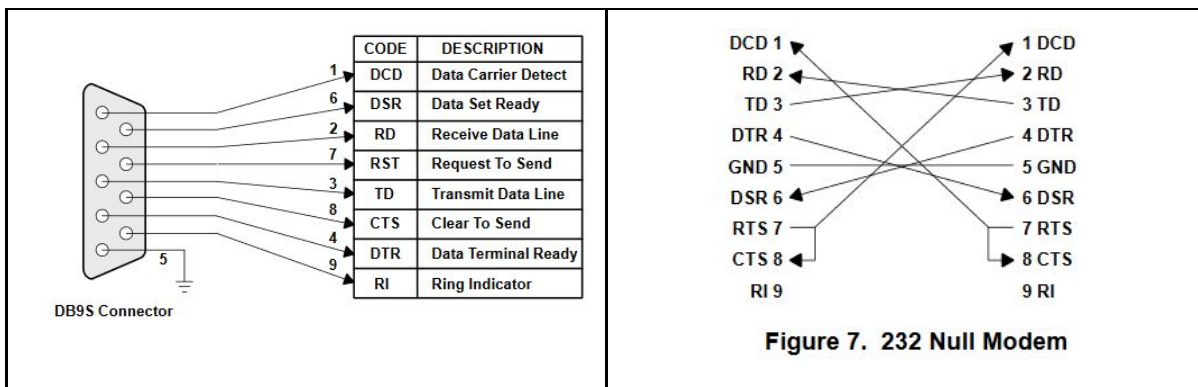 CODE DESCRIPTION
1 DCD Data Carrier Detect
6 DSR Data Set Ready
2 RD Receive Data Line
7 RST Request To Send
3 TD Transmit Data Line
8 CTS Clear To Send
4 DTR Data Terminal Ready
9 RI Ring Indicator
5
DB9S Connector
DCD 1 1 DCD
RD 2 2 RD
TD 3 3 TD
DTR 4 4 DTR
GND 5 5 GND
DSR 6 6 DSR
RTS 7 7 RTS
CTS 8 8 CTS
RI 9 9 RI
Figure 7. 232 Null Modem